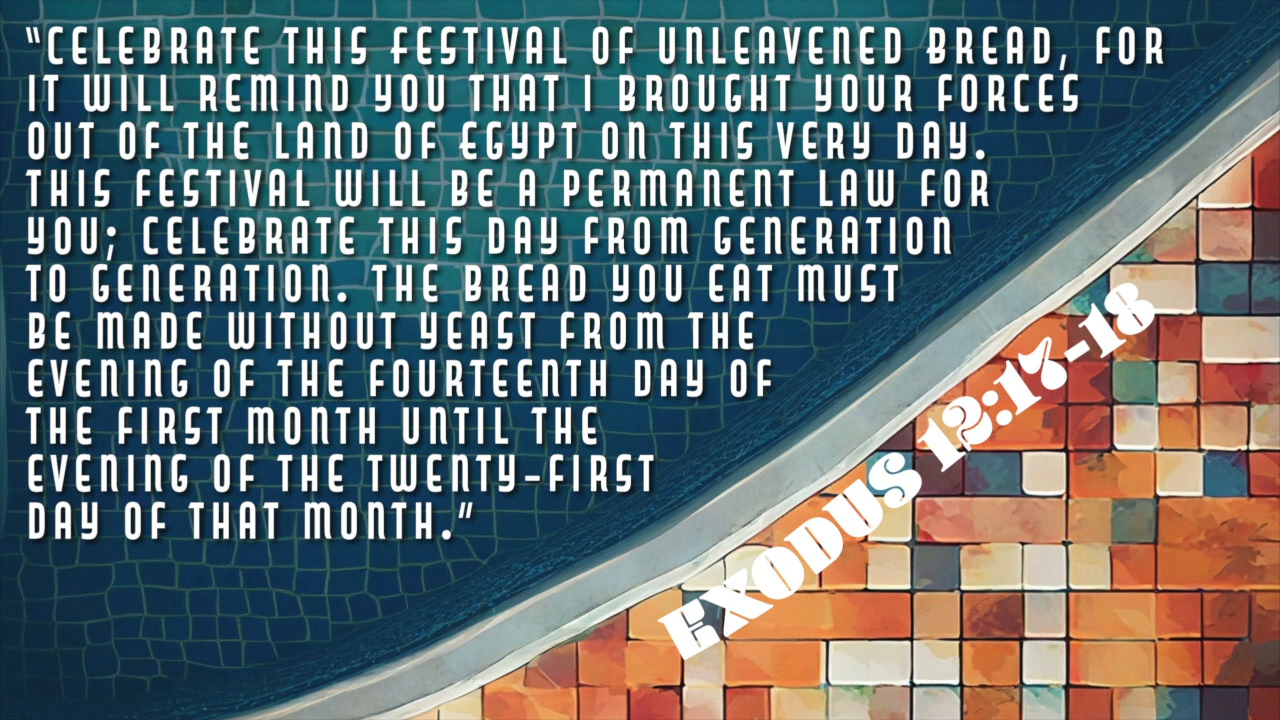 “CELEBRATE THIS FESTIVAL OF UNLEAVENED BREAD, FOR
IT WILL REMIND YOU THAT I BROUGHT YOUR FORCES
OUT OF THE LAND OF EGYPT ON THIS VERY DAY.
THIS FESTIVAL WILL BE A PERMANENT LAW FOR
YOU; CELEBRATE THIS DAY FROM GENERATION
TO GENERATION. THE BREAD YOU EAT MUST
BE MADE WITHOUT YEAST FROM THE
EVENING OF THE FOURTEENTH DAY OF
THE FIRST MONTH UNTIL THE
EVENING OF THE TWENTY-FIRST
DAY OF THAT MONTH.”
EXODUS 12:17-18